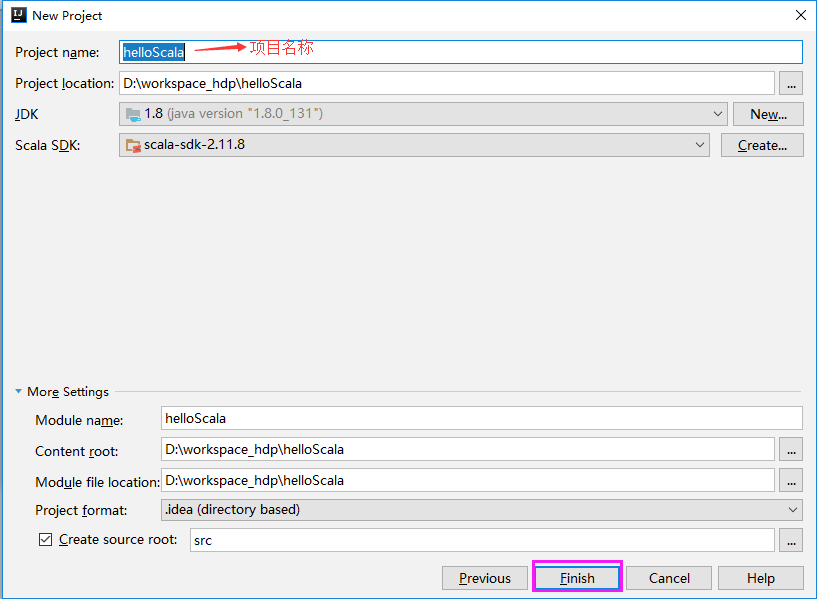 New Project
Project name: helloScala 项目名称
Project location: D:\workspace_hdp\helloScala ...
JDK 1.8 (java version "1.8.0_131") New...
Scala SDK: scala-sdk-2.11.8 Create...
More Settings
Module name: helloScala
Content root: D:\workspace_hdp\helloScala ...
Module file location: D:\workspace_hdp\helloScala ...
Project format: .idea (directory based)
Create source root: src ...
Previous Finish Cancel Help